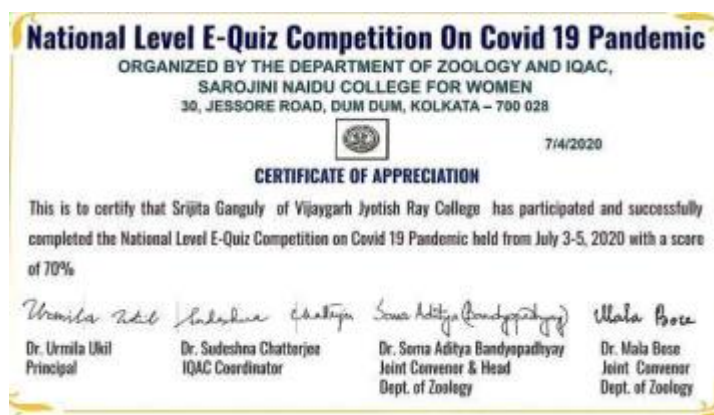 National Level E-Quiz Competition On Covid 19 Pandemic
ORGANIZED BY THE DEPARTMENT OF ZOOLOGY AND IQAC,
SAROJINI NAIDU COLLEGE FOR WOMEN
30, JESSORE ROAD, DUM DUM, KOLKATA – 700 028
7/4/2020
CERTIFICATE OF APPRECIATION
This is to certify that Srijita Ganguly of Vijaygarh Jyotish Ray College has participated and successfully
completed the National Level E-Quiz Competition on Covid 19 Pandemic held from July 3-5, 2020 with a score
of 70%
Urmila Ukil Sudeshna Chatterjee Soma Aditya (Bandyopadhyay) Mala Bose
Dr. Urmila Ukil Dr. Sudeshna Chatterjee Dr. Soma Aditya Bandyopadhyay Dr. Mala Bose
Principal IQAC Coordinator Joint Convenor & Head Joint Convenor
Dept. of Zoology Dept. of Zoology